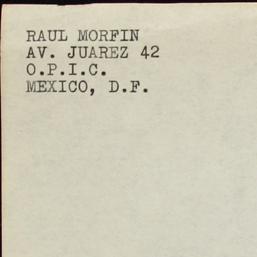 RAUL MORFIN
AV. JUAREZ 42
O.P.I.C.
MEXICO, D.F.